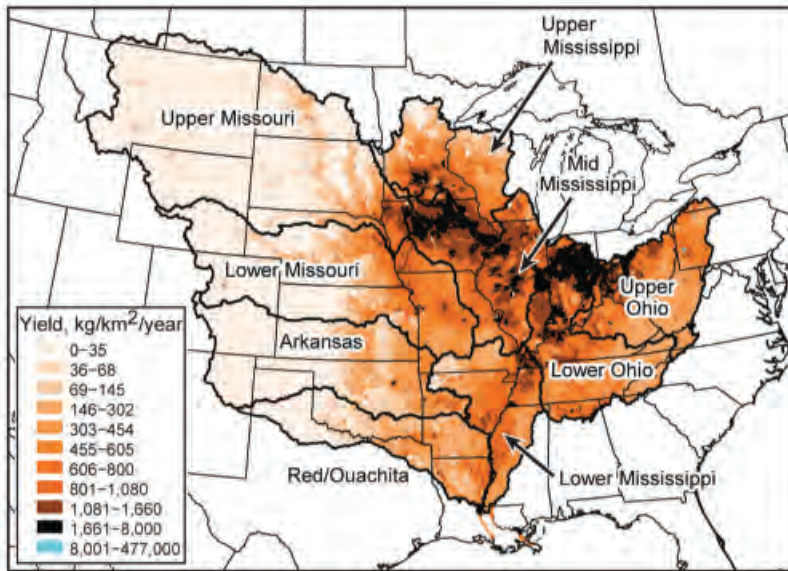 Upper
Mississippi
Upper Missouri
Mid
Mississippi
Lower Missouri
Upper
Ohio
Arkansas
Lower Ohio
Lower Mississippi
Red/Ouachita
Yield, kg/km²/year
0–35
36–68
69–145
146–302
303–454
455–605
606–800
801–1,080
1,081–1,660
1,661–8,000
8,001–477,000